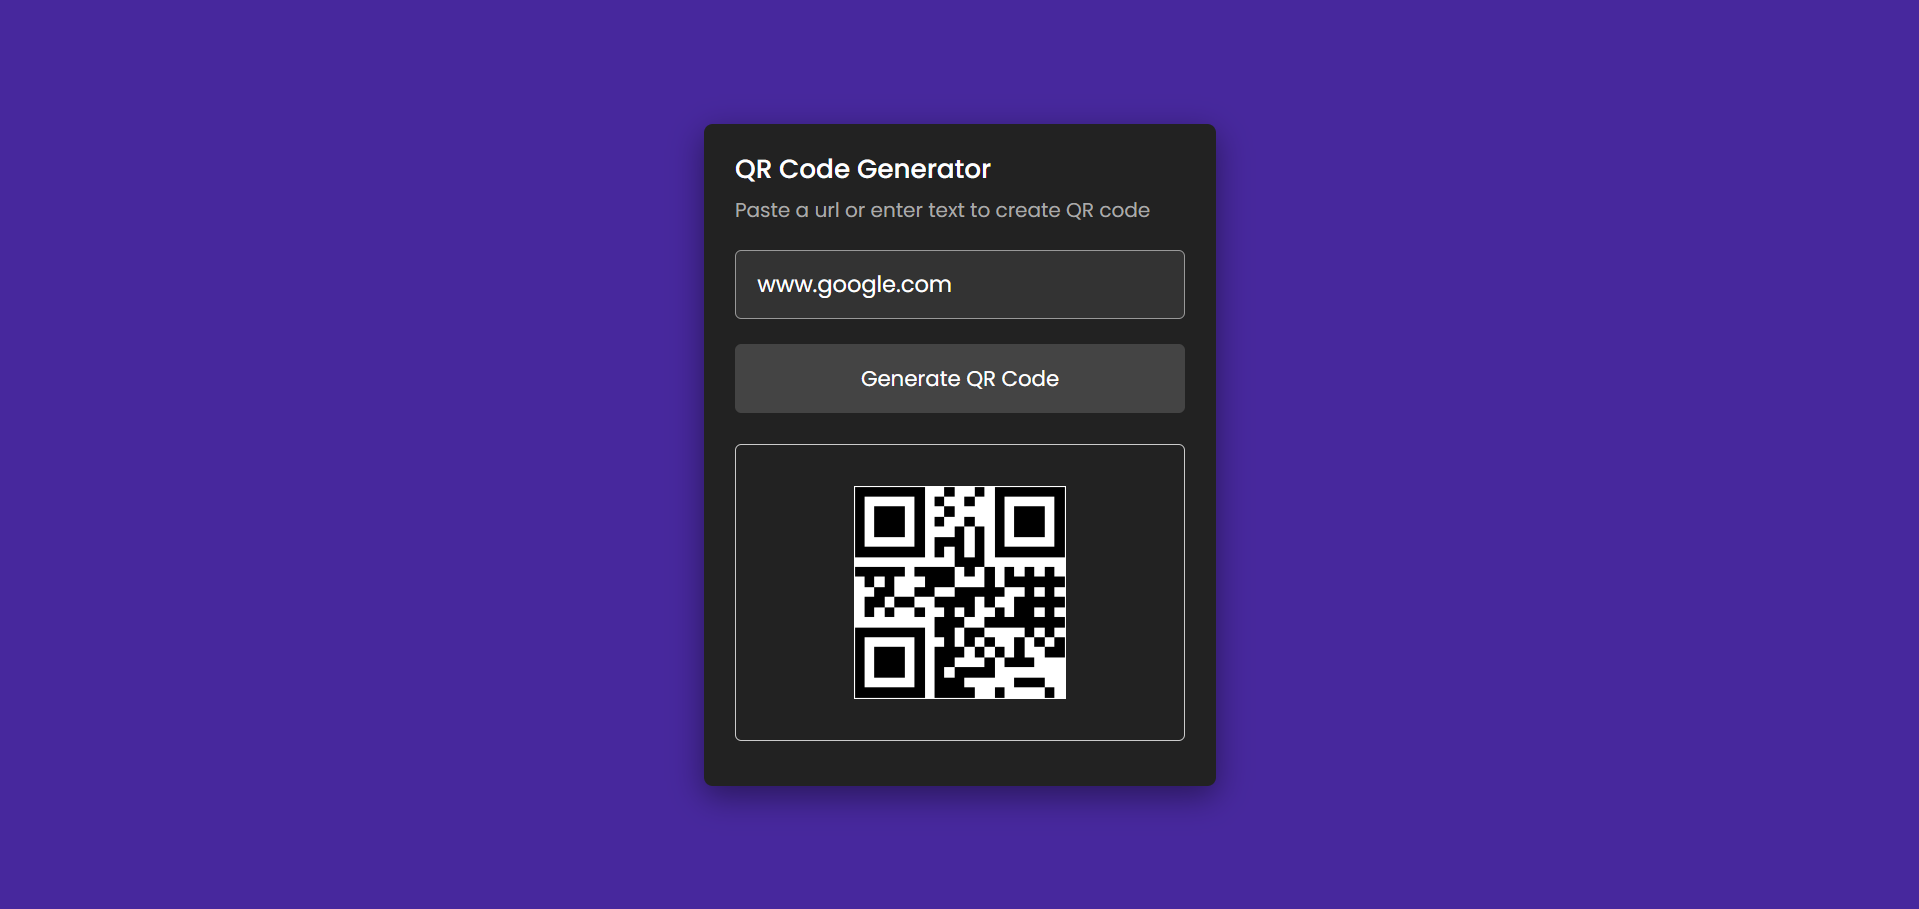 QR Code Generator
Paste a url or enter text to create QR code
www.google.com
Generate QR Code